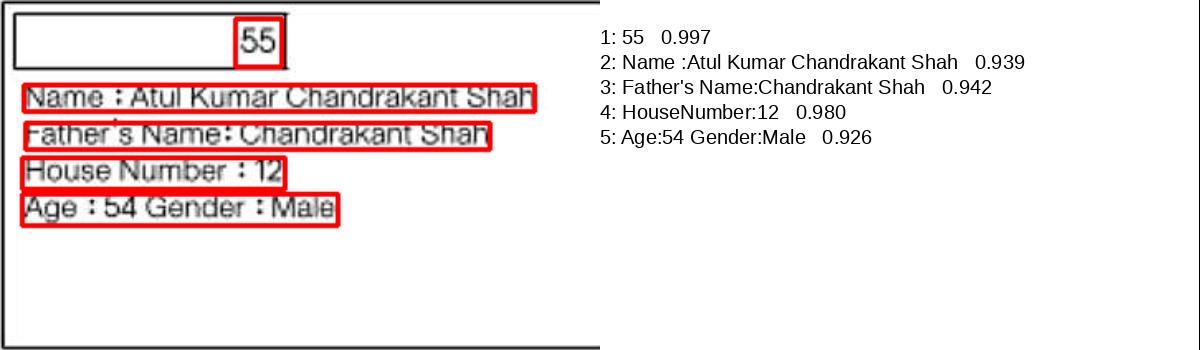 55
Name : Atul Kumar Chandrakant Shah
Father's Name: Chandrakant Shah
House Number : 12
Age : 54 Gender : Male
1: 55 0.997
2: Name :Atul Kumar Chandrakant Shah 0.939
3: Father's Name:Chandrakant Shah 0.942
4: HouseNumber:12 0.980
5: Age:54 Gender:Male 0.926